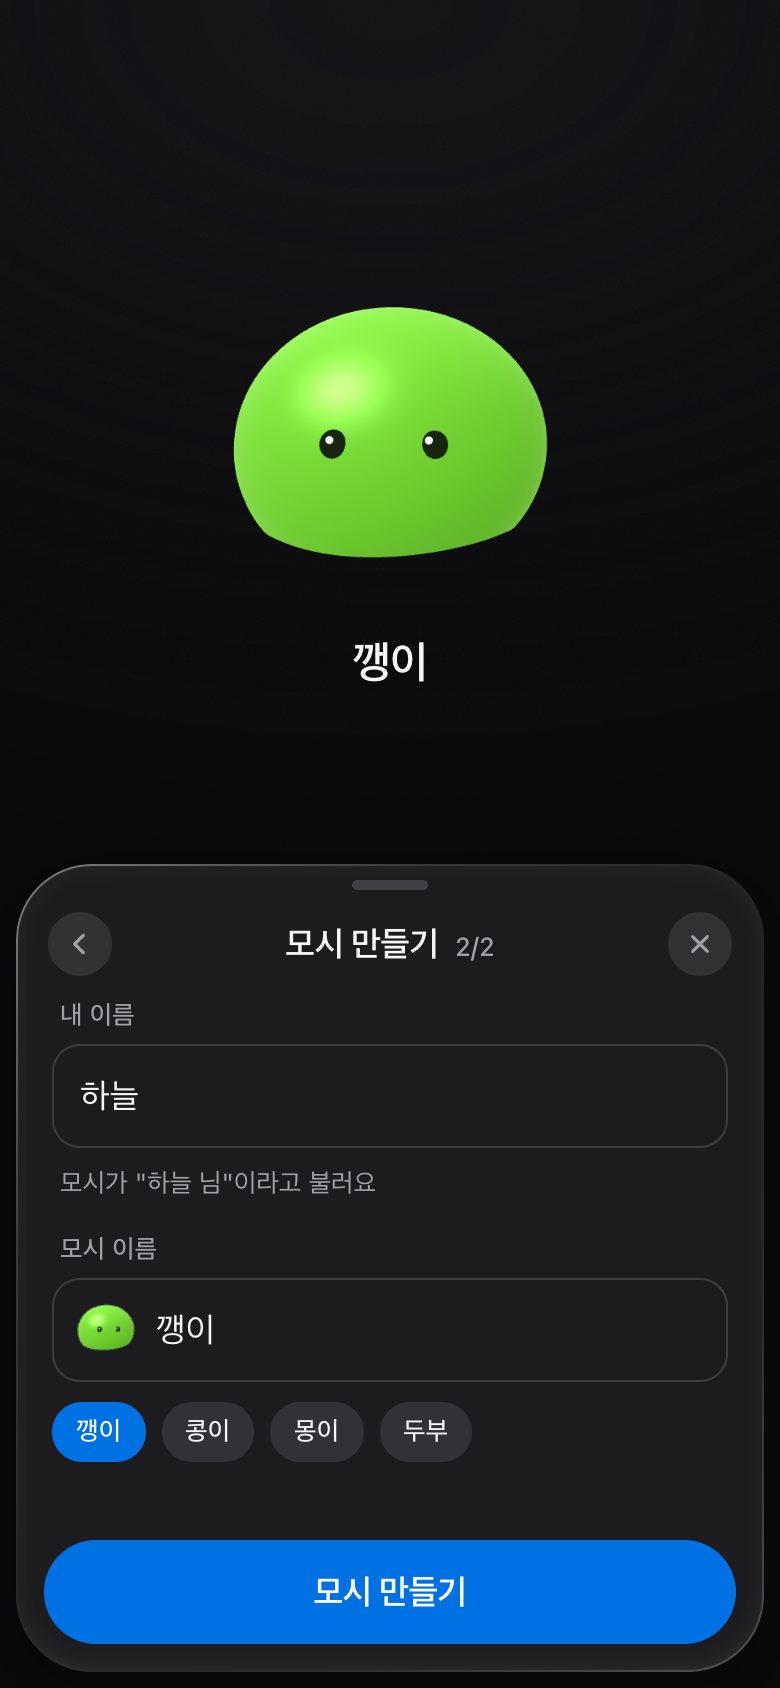 깽이
모시 만들기 2/2
내 이름
하늘
모시가 "하늘 님"이라고 불러요
모시 이름
깽이
깽이 콩이 몽이 두부
모시 만들기